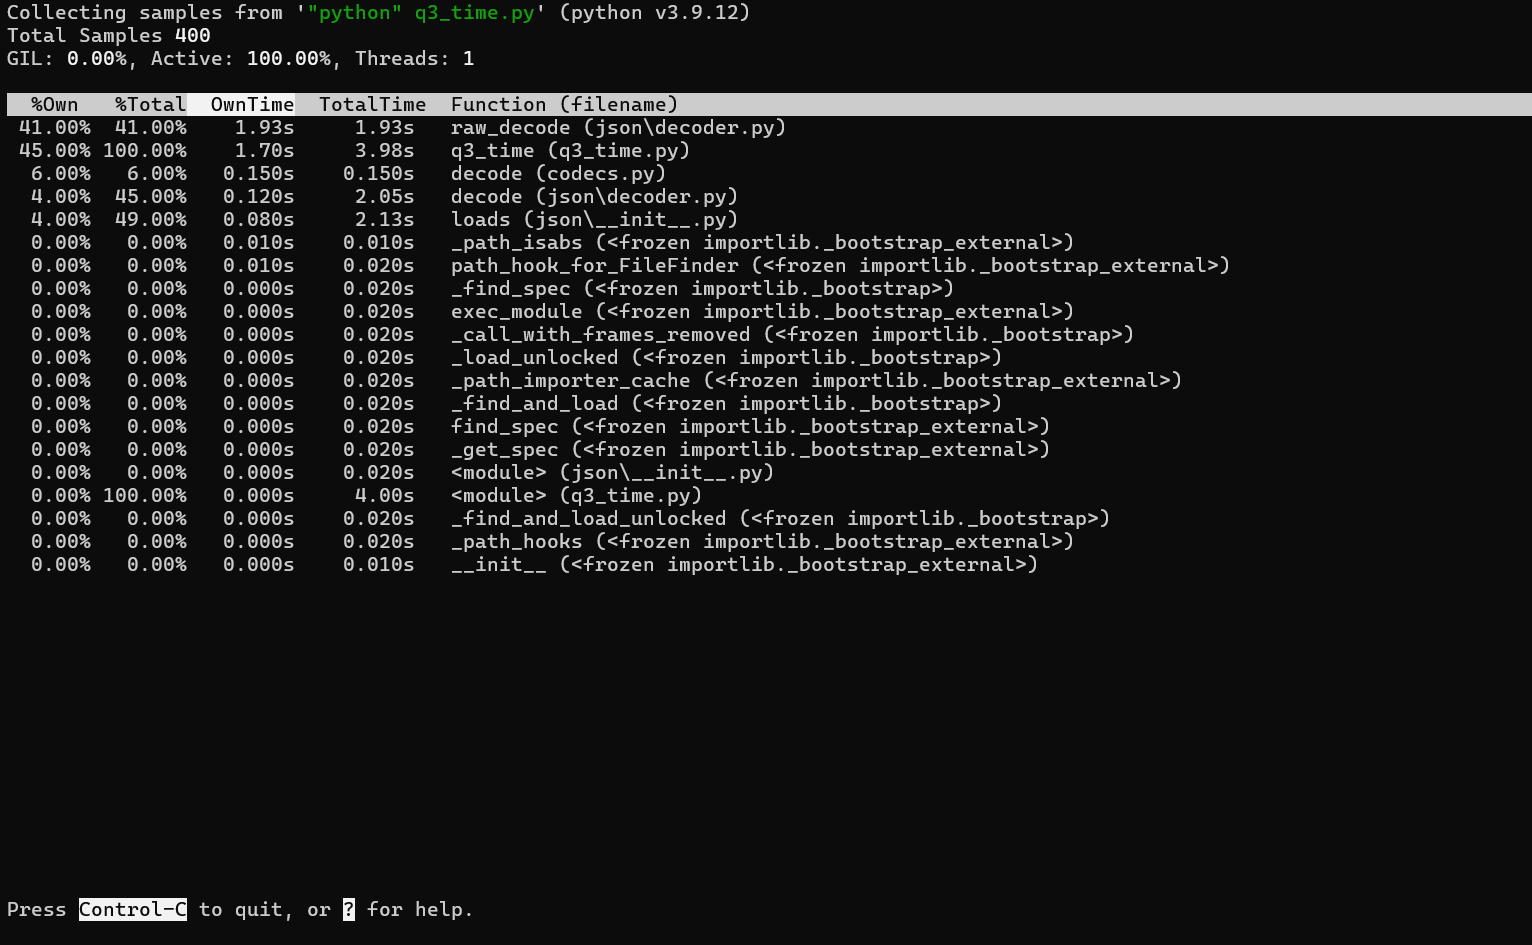 Collecting samples from '"python" q3_time.py' (python v3.9.12)
Total Samples 400
GIL: 0.00%, Active: 100.00%, Threads: 1
%Own %Total OwnTime TotalTime Function (filename)
41.00% 41.00% 1.93s 1.93s raw_decode (json\decoder.py)
45.00% 100.00% 1.70s 3.98s q3_time (q3_time.py)
6.00% 6.00% 0.150s 0.150s decode (codecs.py)
4.00% 45.00% 0.120s 2.05s decode (json\decoder.py)
4.00% 49.00% 0.080s 2.13s loads (json\__init__.py)
0.00% 0.00% 0.010s 0.010s _path_isabs (<frozen importlib._bootstrap_external>)
0.00% 0.00% 0.010s 0.020s path_hook_for_FileFinder (<frozen importlib._bootstrap_external>)
0.00% 0.00% 0.000s 0.020s _find_spec (<frozen importlib._bootstrap>)
0.00% 0.00% 0.000s 0.020s exec_module (<frozen importlib._bootstrap_external>)
0.00% 0.00% 0.000s 0.020s _call_with_frames_removed (<frozen importlib._bootstrap>)
0.00% 0.00% 0.000s 0.020s _load_unlocked (<frozen importlib._bootstrap>)
0.00% 0.00% 0.000s 0.020s _path_importer_cache (<frozen importlib._bootstrap_external>)
0.00% 0.00% 0.000s 0.020s _find_and_load (<frozen importlib._bootstrap>)
0.00% 0.00% 0.000s 0.020s find_spec (<frozen importlib._bootstrap_external>)
0.00% 0.00% 0.000s 0.020s _get_spec (<frozen importlib._bootstrap_external>)
0.00% 0.00% 0.000s 0.020s <module> (json\__init__.py)
0.00% 100.00% 0.000s 4.00s <module> (q3_time.py)
0.00% 0.00% 0.000s 0.020s _find_and_load_unlocked (<frozen importlib._bootstrap>)
0.00% 0.00% 0.000s 0.020s _path_hooks (<frozen importlib._bootstrap_external>)
0.00% 0.00% 0.000s 0.010s __init__ (<frozen importlib._bootstrap_external>)
Press Control-C to quit, or ? for help.